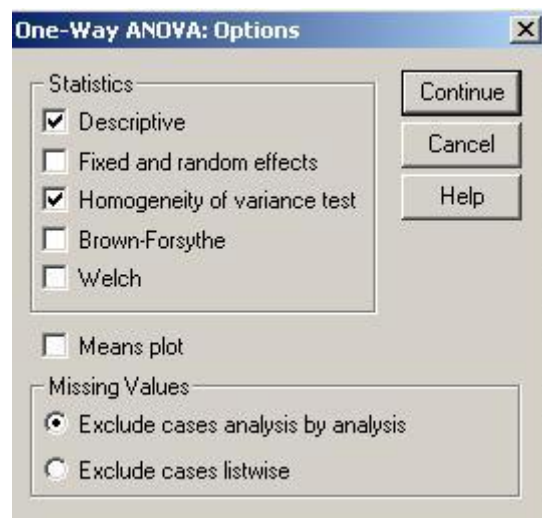 One-Way ANOVA: Options
Statistics
Descriptive
Fixed and random effects
Homogeneity of variance test
Brown-Forsythe
Welch
Continue
Cancel
Help
Means plot
Missing Values
Exclude cases analysis by analysis
Exclude cases listwise